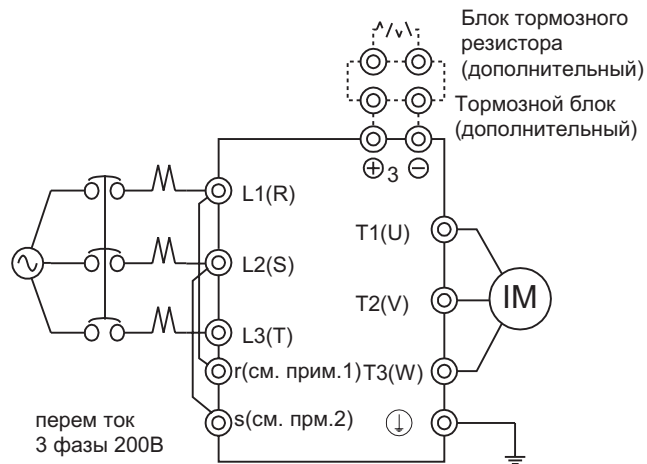 Блок тормозного
резистора
(дополнительный)
Тормозной блок
(дополнительный)
⊕3 ⊖
L1(R)
T1(U)
L2(S)
T2(V)
IM
L3(T)
r(см. прим.1)
T3(W)
s(см. прм.2)
перем ток
3 фазы 200В